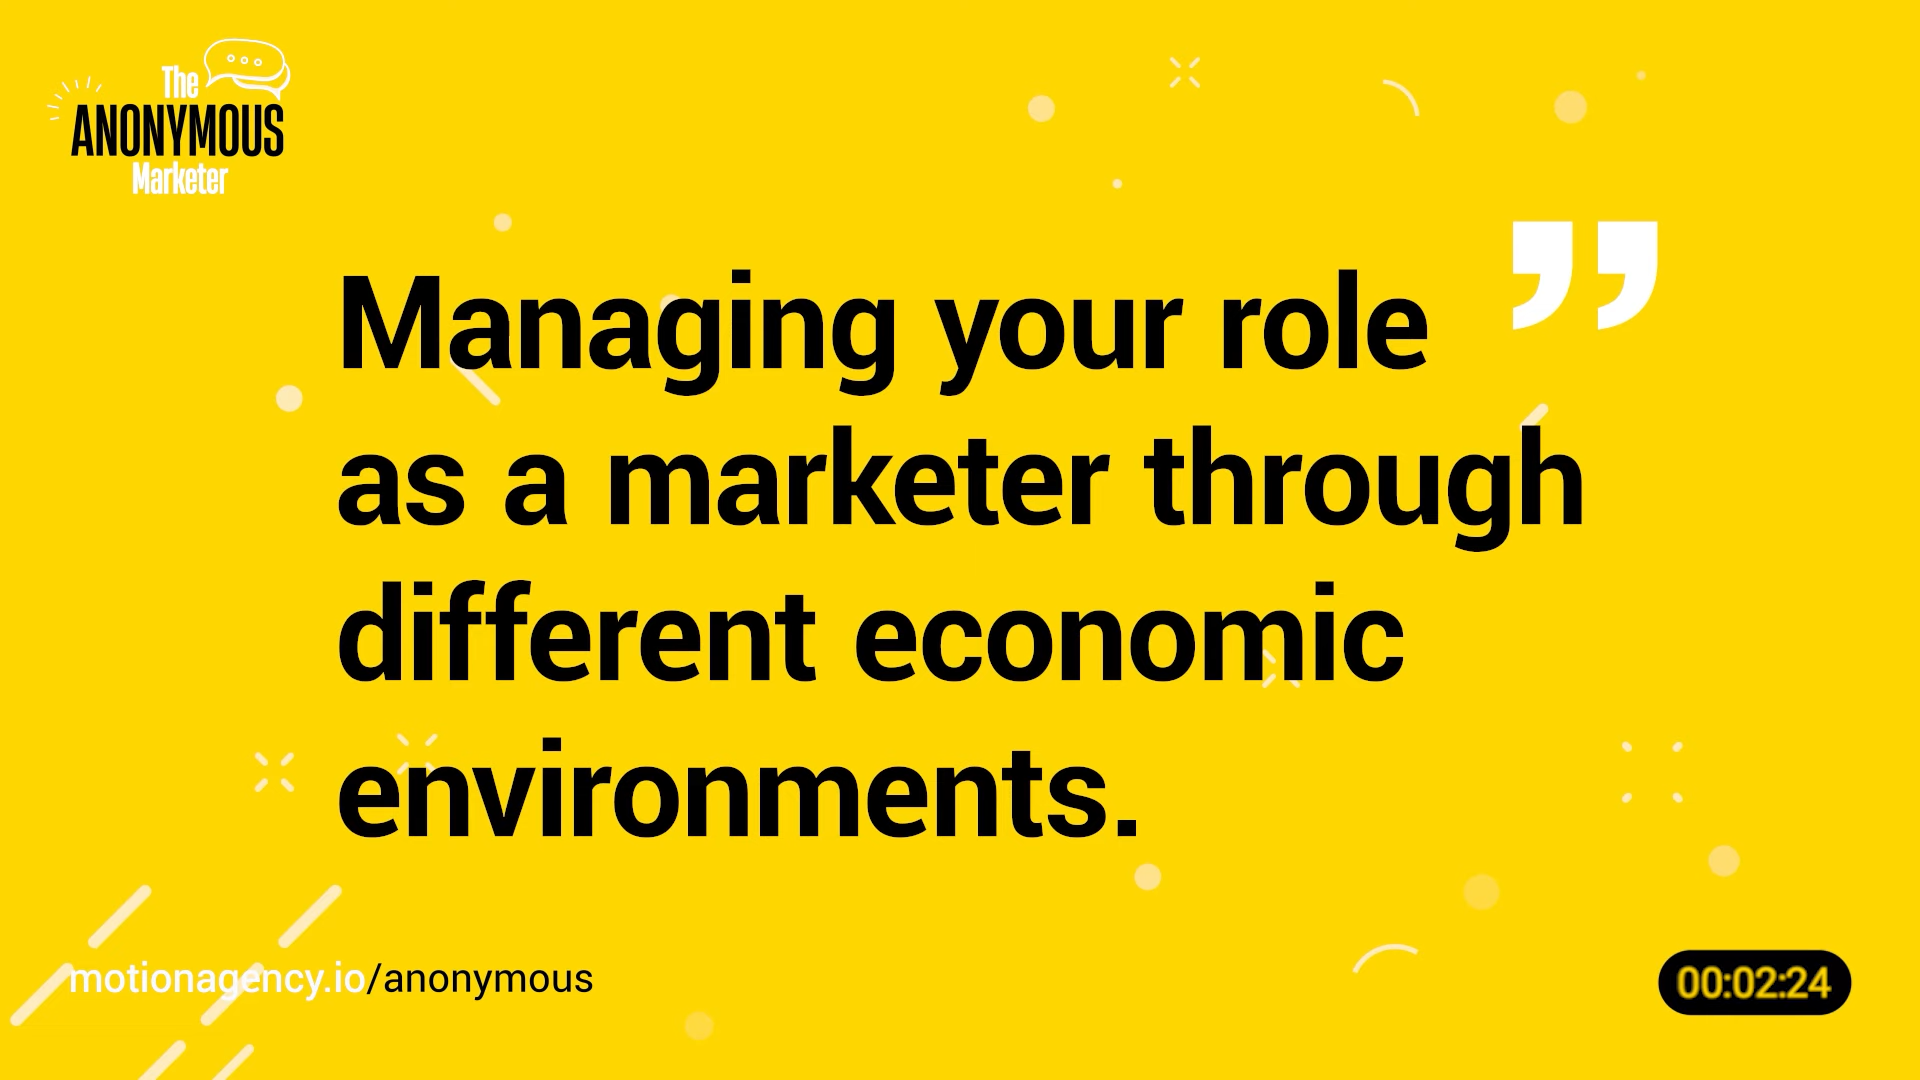 The
ANONYMOUS
Marketer
”
Managing your role
as a marketer through
different economic
environments.
motionagency.io/anonymous
00:02:24